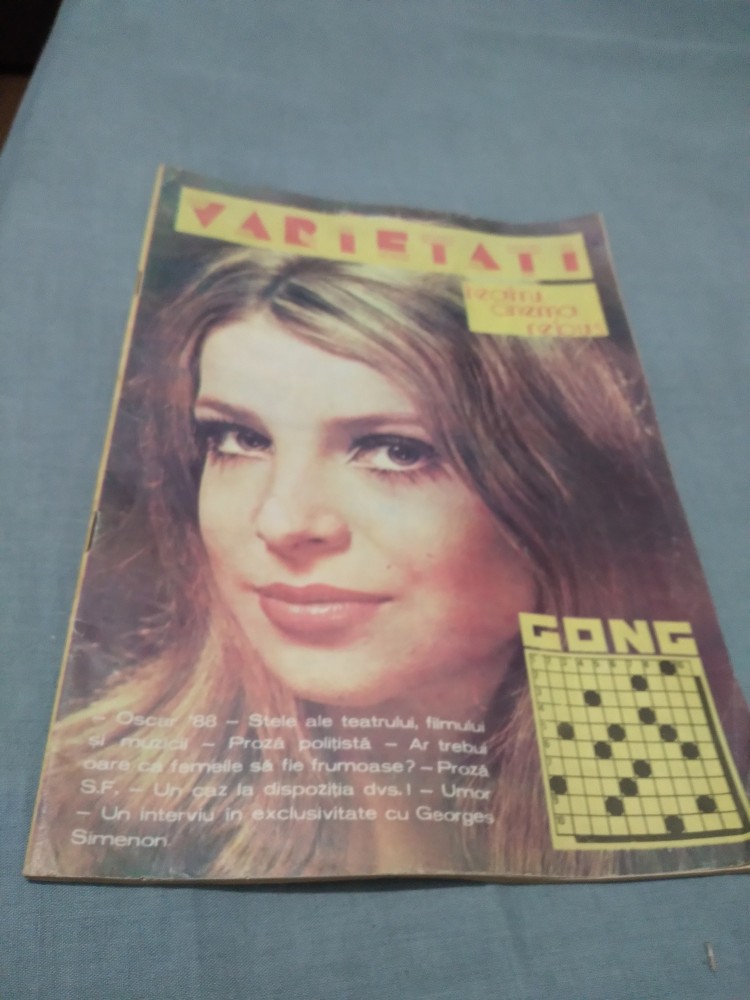 VARIETĂȚI
teatru
cinema
relaxis
GONG
– Oscar '88 – Stele ale teatrului, filmului
și muzicii – Proză polițistă – Ar trebui
oare ca femeile să fie frumoase? – Proză
S.F. – Un caz la dispoziția dvs.! – Umor
– Un interviu în exclusivitate cu Georges
Simenon